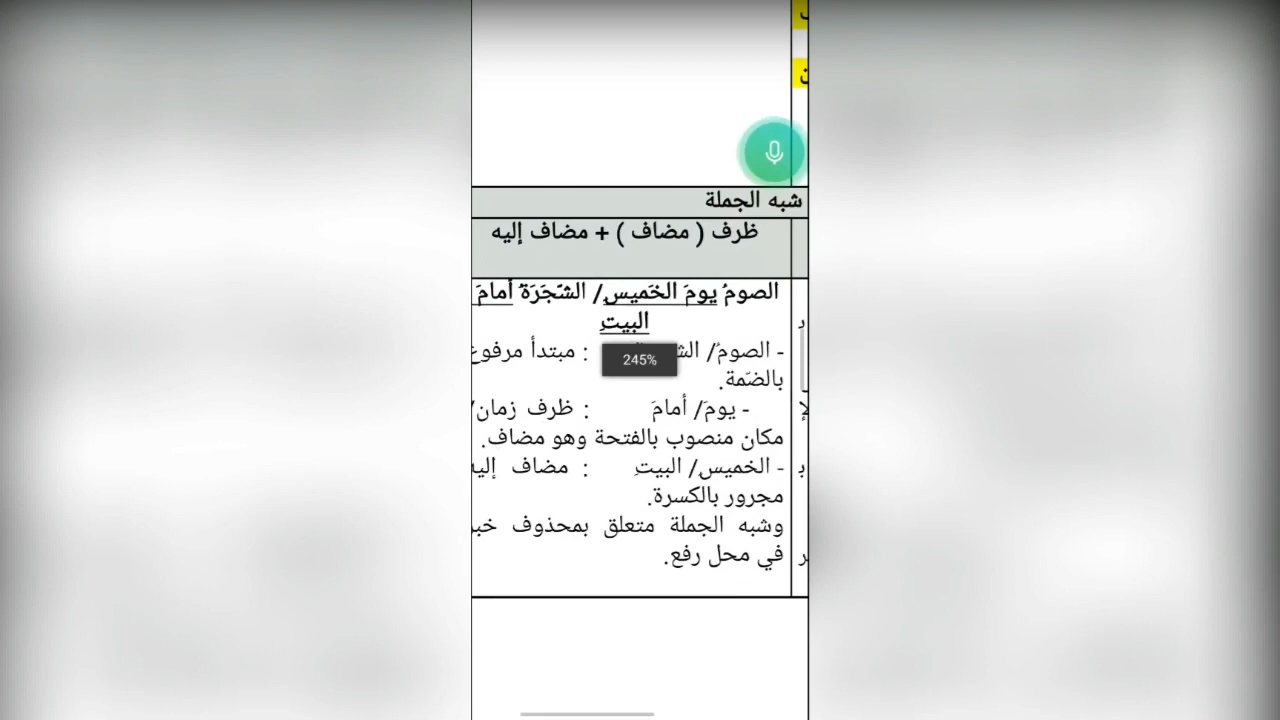 شبه الجملة
ظرف ( مضاف ) + مضاف إليه
الصومُ يومَ الخَميسِ/ الشّجَرَةُ أمامَ
البيتِ
- الصومُ/ : مبتدأ مرفوع
245%
بالضّمة.
- يومَ/ أمامَ : ظرف زمان/
مكان منصوب بالفتحة وهو مضاف.
- الخميسِ/ البيتِ : مضاف إليه
مجرور بالكسرة.
وشبه الجملة متعلق بمحذوف خبر
في محل رفع.